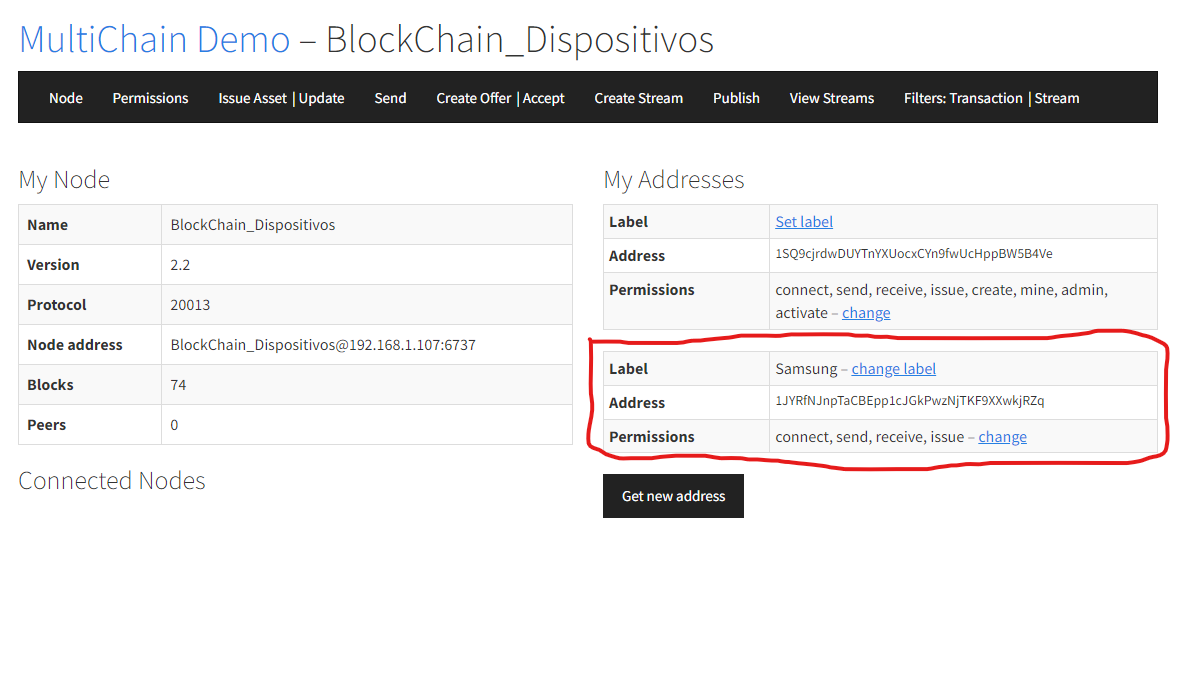 MultiChain Demo – BlockChain_Dispositivos
Node Permissions Issue Asset | Update Send Create Offer | Accept Create Stream Publish View Streams Filters: Transaction | Stream
My Node
Name BlockChain_Dispositivos
Version 2.2
Protocol 20013
Node address BlockChain_Dispositivos@192.168.1.107:6737
Blocks 74
Peers 0
Connected Nodes
My Addresses
Label Set label
Address 1SQ9cjrdwDUYTnYXUocxCYn9fwUcHppBW5B4Ve
Permissions connect, send, receive, issue, create, mine, admin,
activate – change
Label Samsung – change label
Address 1JYRfNJnpTaCBEpp1cJGkPwzNjTKF9XXwkjRZq
Permissions connect, send, receive, issue – change
Get new address